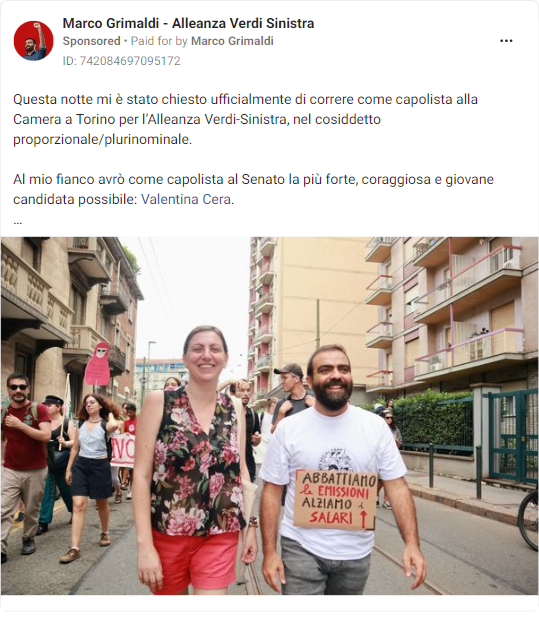 Marco Grimaldi - Alleanza Verdi Sinistra
Sponsored • Paid for by Marco Grimaldi
ID: 742084697095172
Questa notte mi è stato chiesto ufficialmente di correre come capolista alla
Camera a Torino per l'Alleanza Verdi-Sinistra, nel cosiddetto
proporzionale/plurinominale.
Al mio fianco avrò come capolista al Senato la più forte, coraggiosa e giovane
candidata possibile: Valentina Cera.
...
ABBATTIAMO
le EMISSIONI
ALZIAMO i
SALARI